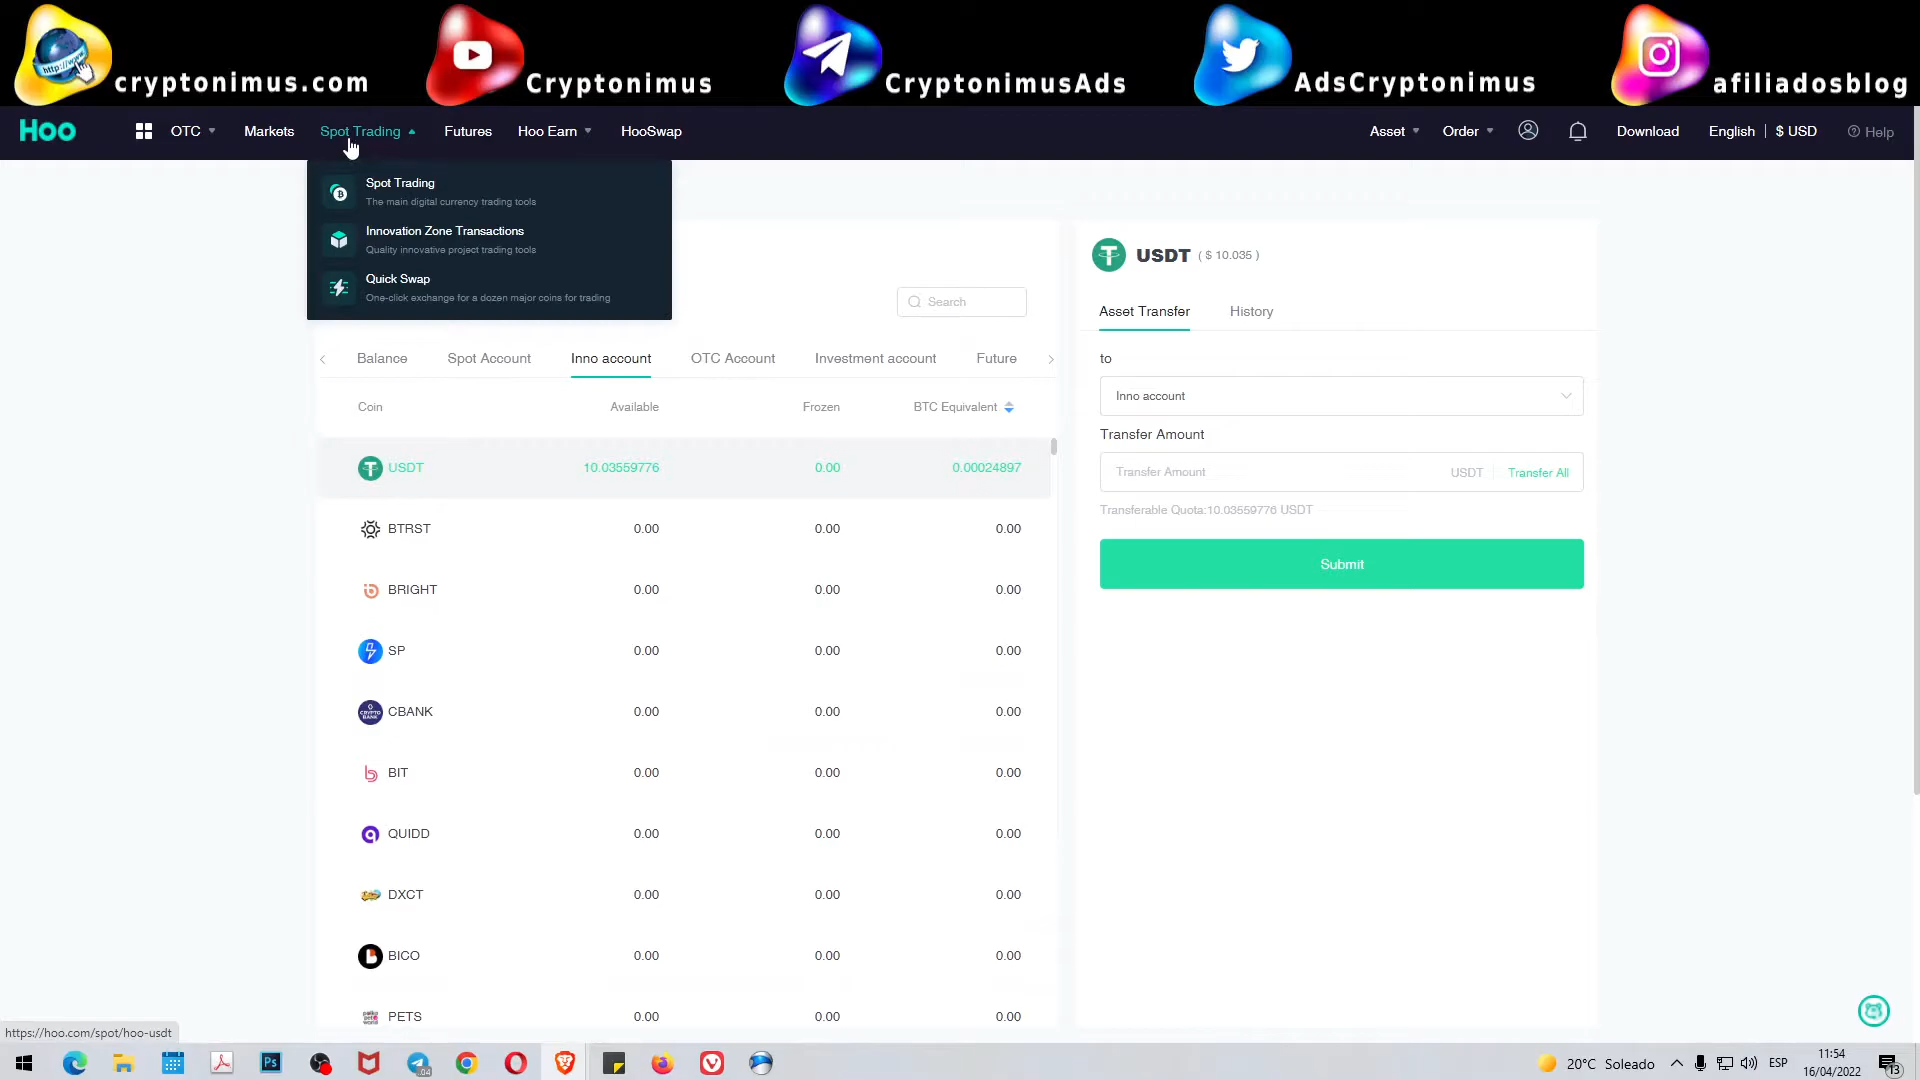 http://www
cryptonimus.com
Cryptonimus
CryptonimusAds
AdsCryptonimus
afiliadosblog
Hoo
OTC
Markets
Spot Trading
Futures
Hoo Earn
HooSwap
Asset
Order
Download
English
$ USD
Help
Spot Trading
The main digital currency trading tools
Innovation Zone Transactions
Quality innovative project trading tools
Quick Swap
One-click exchange for a dozen major coins for trading
Search
Balance
Spot Account
Inno account
OTC Account
Investment account
Future
Coin Available Frozen BTC Equivalent
USDT 10.03559776 0.00 0.00024897
BTRST 0.00 0.00 0.00
BRIGHT 0.00 0.00 0.00
SP 0.00 0.00 0.00
CBANK 0.00 0.00 0.00
BIT 0.00 0.00 0.00
QUIDD 0.00 0.00 0.00
DXCT 0.00 0.00 0.00
BICO 0.00 0.00 0.00
PETS 0.00 0.00 0.00
USDT ( $ 10.035 )
Asset Transfer
History
to
Inno account
Transfer Amount
Transfer Amount USDT Transfer All
Transferable Quota:10.03559776 USDT
Submit
https://hoo.com/spot/hoo-usdt
Ps
20°C Soleado
ESP
11:54
16/04/2022
13